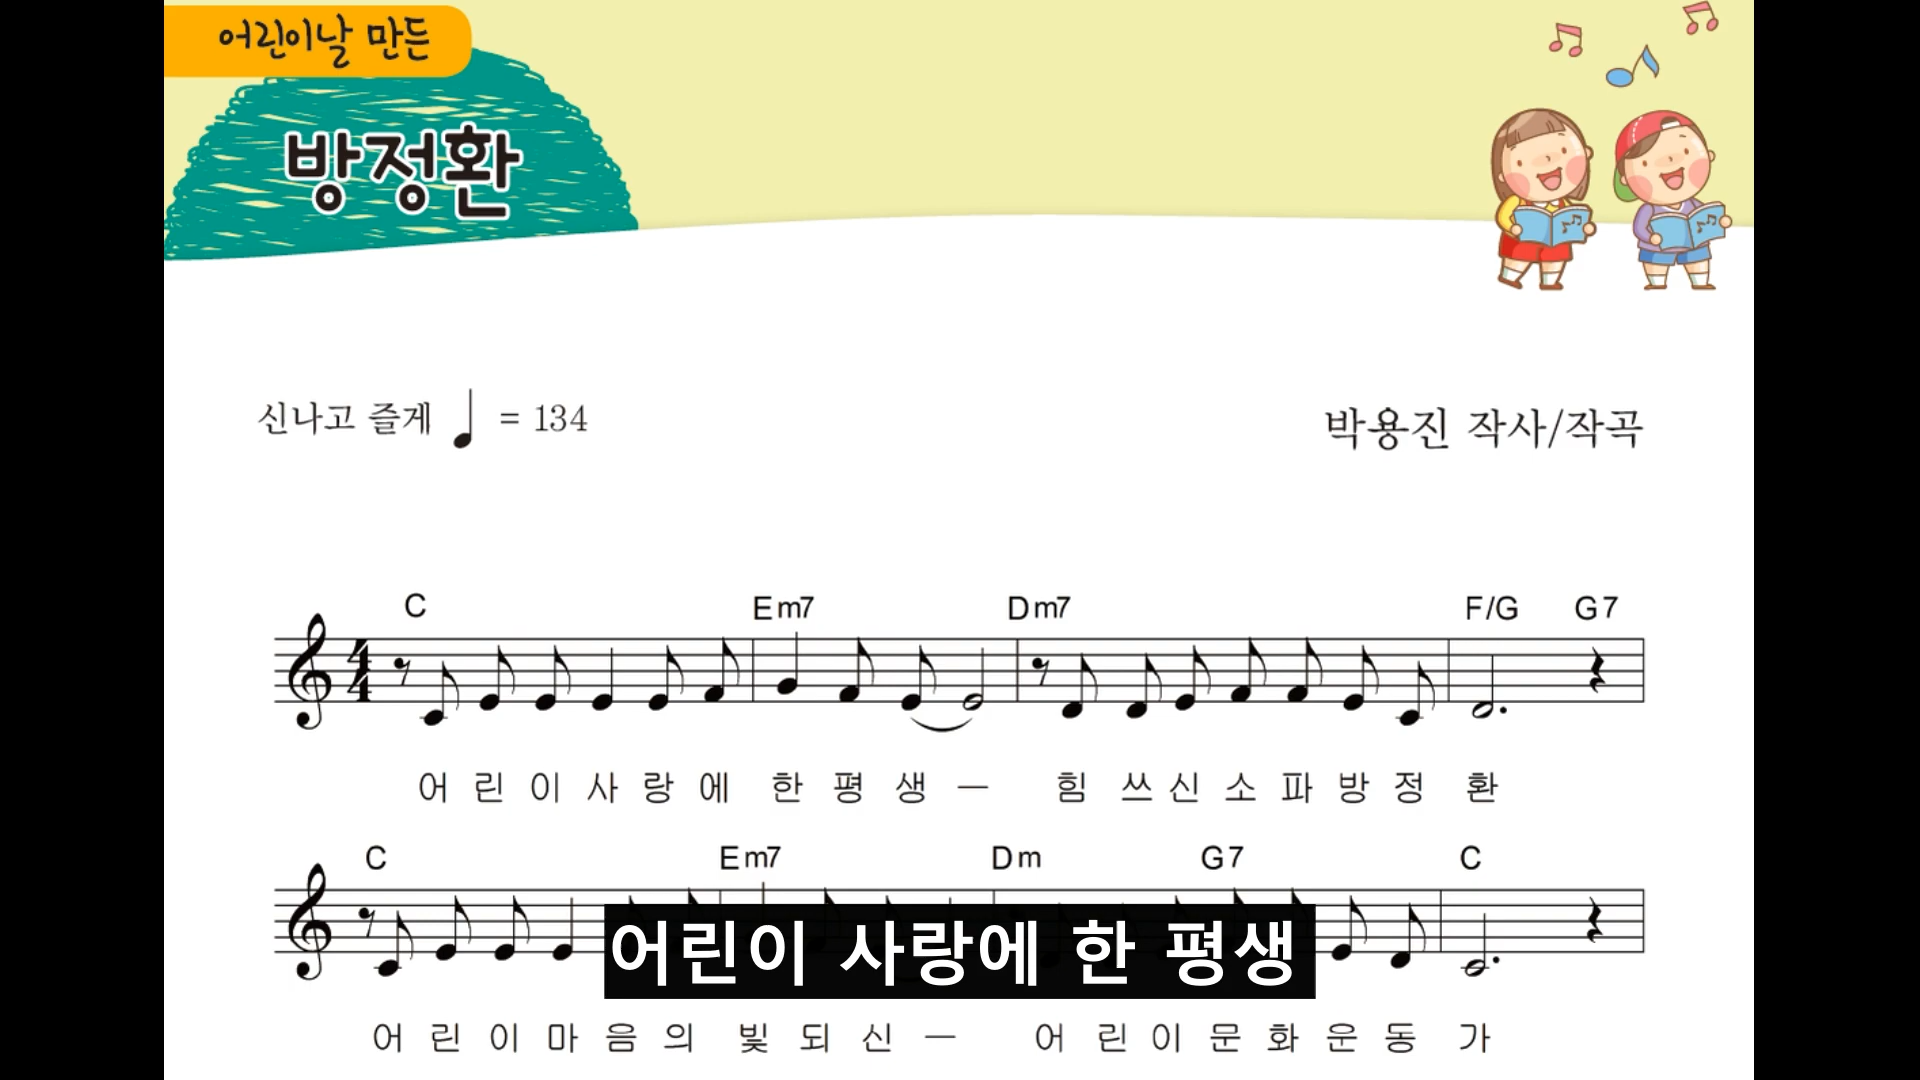 어린이날 만든
방정환
신나고 즐게 = 134
박용진 작사/작곡
C Em7 Dm7 F/G G7
어 린 이 사 랑 에 한 평 생 — 힘 쓰 신 소 파 방 정 환
C Em7 Dm G7 C
어린이 사랑에 한 평생
어 린 이 마 음 의 빛 되 신 — 어 린 이 문 화 운 동 가